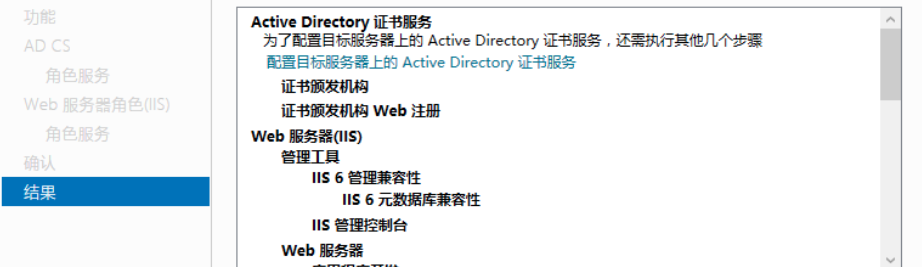 功能
AD CS
角色服务
Web 服务器角色(IIS)
角色服务
确认
结果
Active Directory 证书服务
为了配置目标服务器上的 Active Directory 证书服务，还需执行其他几个步骤
配置目标服务器上的 Active Directory 证书服务
证书颁发机构
证书颁发机构 Web 注册
Web 服务器(IIS)
管理工具
IIS 6 管理兼容性
IIS 6 元数据库兼容性
IIS 管理控制台
Web 服务器
应用程序开发